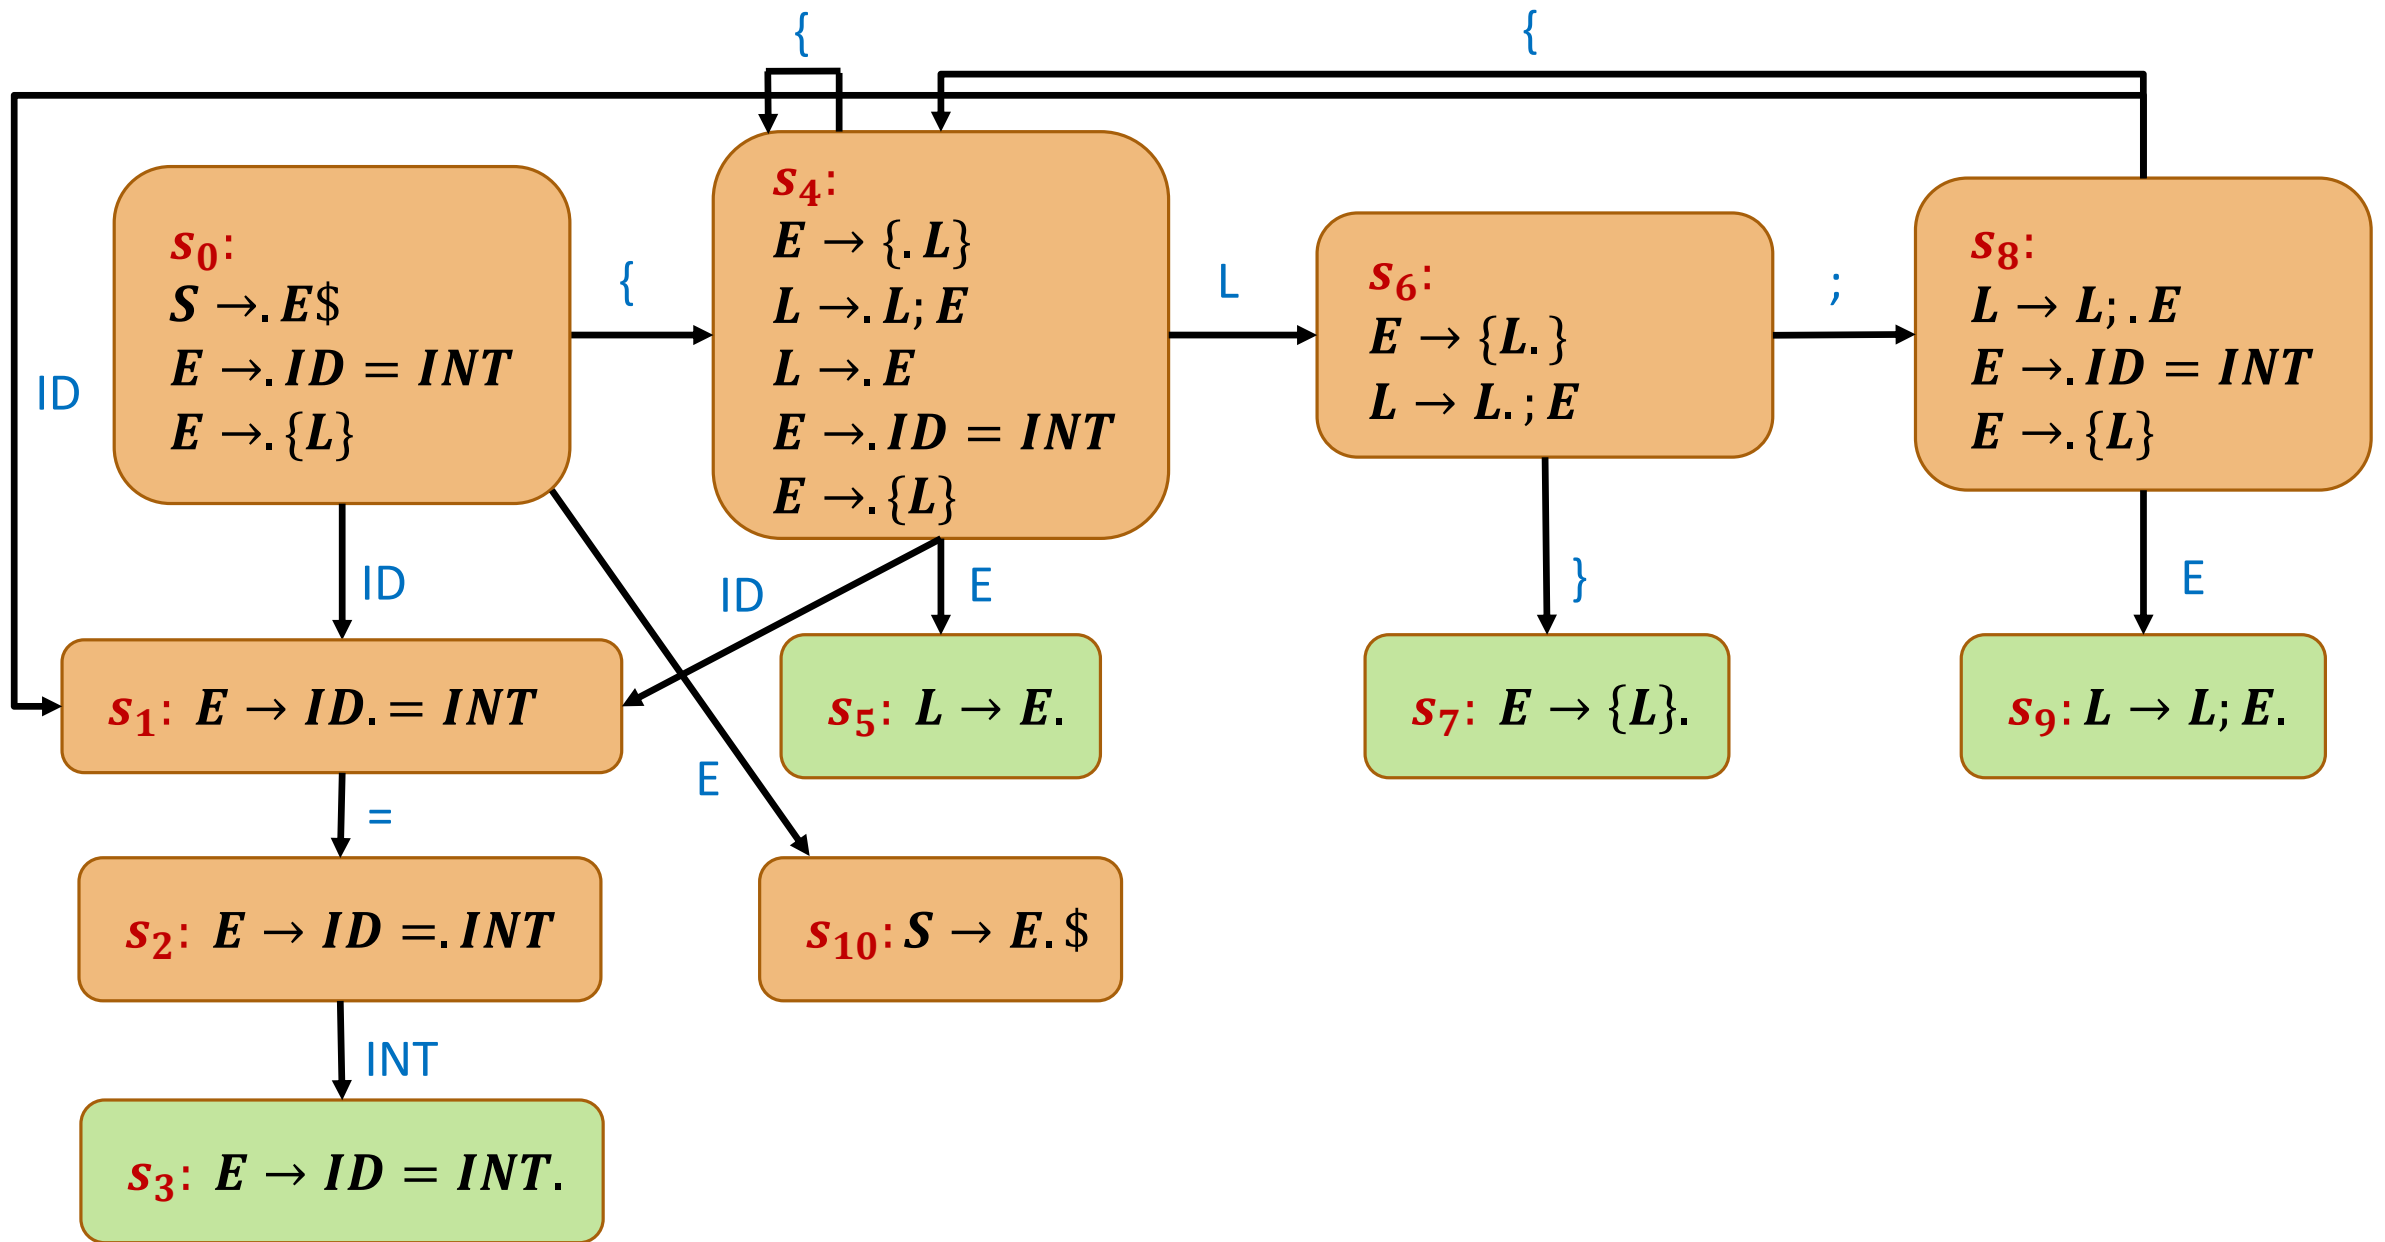 {
{
s₀:
S →. E$
E →. ID = INT
E →. {L}
{
s₄:
E → {. L}
L →. L; E
L →. E
E →. ID = INT
E →. {L}
L
s₆:
E → {L. }
L → L. ; E
;
s₈:
L → L; . E
E →. ID = INT
E →. {L}
ID
ID
ID
E
}
E
s₁: E → ID. = INT
s₅: L → E.
s₇: E → {L}.
s₉: L → L; E.
=
E
s₂: E → ID =. INT
s₁₀: S → E. $
INT
s₃: E → ID = INT.